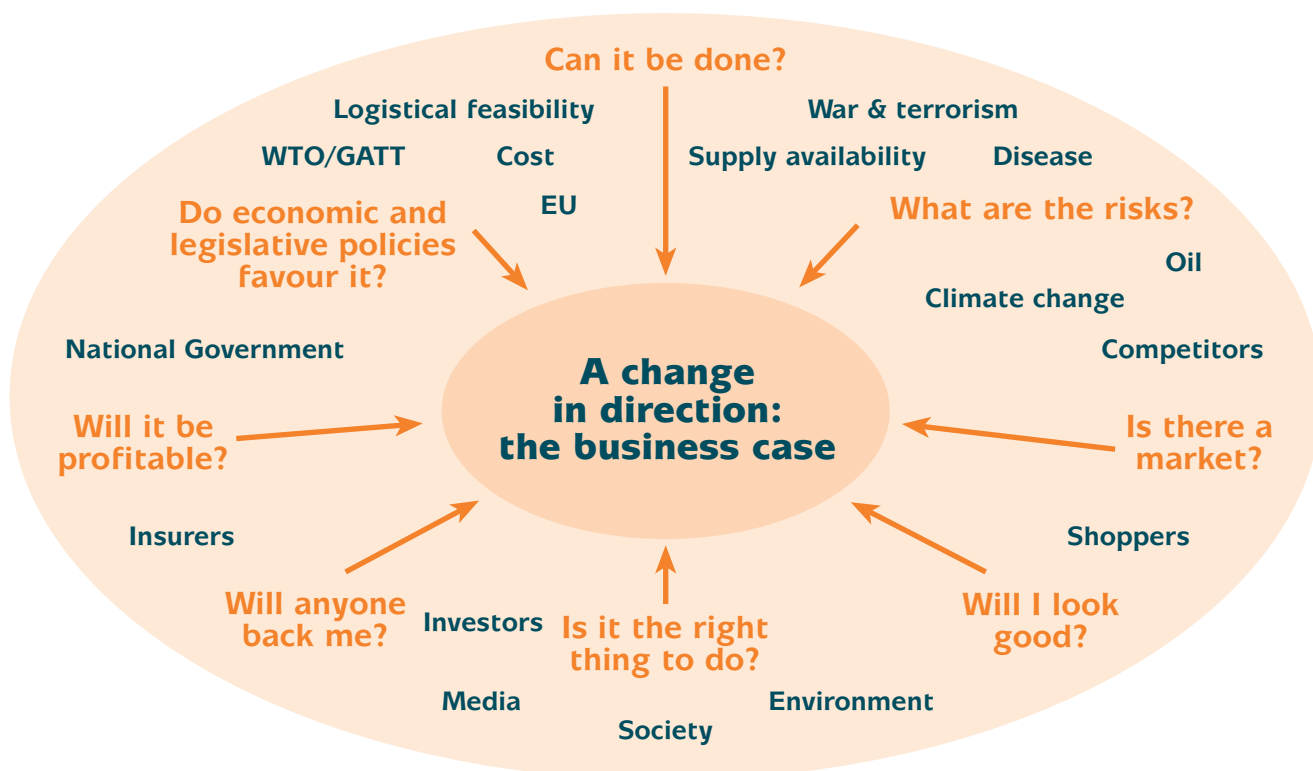 Can it be done?
Logistical feasibility
War & terrorism
WTO/GATT
Cost
Supply availability
Disease
EU
Do economic and
legislative policies
favour it?
What are the risks?
Oil
Climate change
National Government
Competitors
A change
in direction:
the business case
Will it be
profitable?
Is there a
market?
Insurers
Shoppers
Will anyone
back me?
Investors
Is it the right
thing to do?
Will I look
good?
Media
Society
Environment